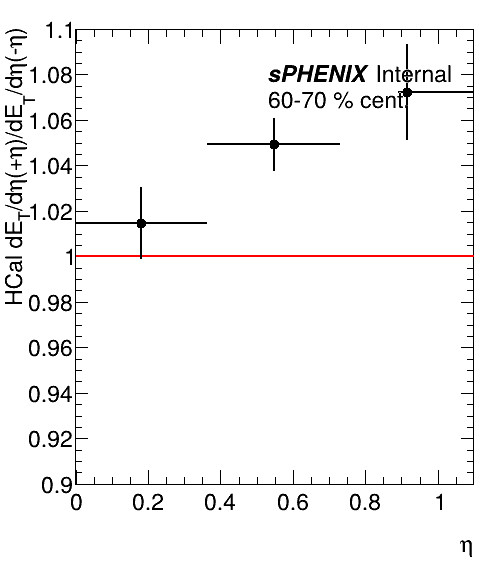 HCal dE_T/dη(+η)/dE_T/dη(-η)
1.1
1.08
1.06
1.04
1.02
1
0.98
0.96
0.94
0.92
0.9
sPHENIX Internal
60-70 % cent.
0 0.2 0.4 0.6 0.8 1
η